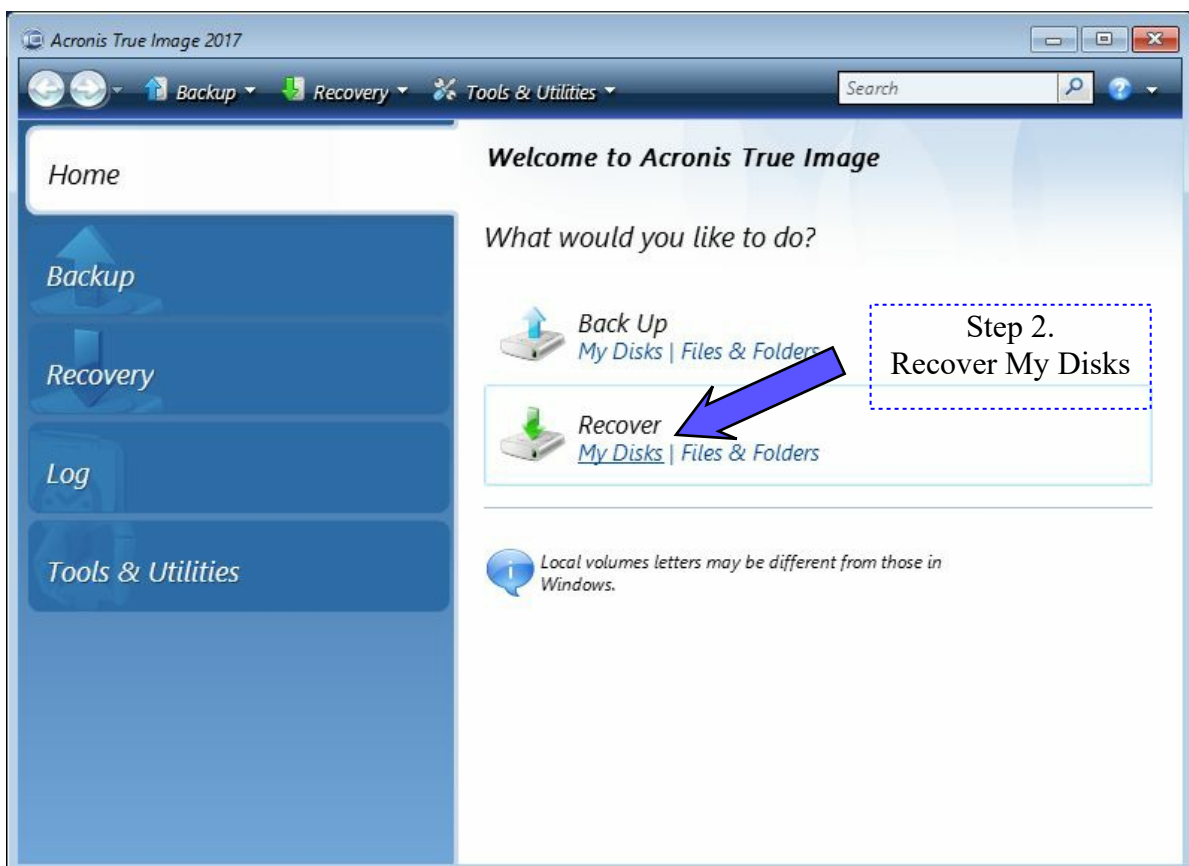 Acronis True Image 2017
Backup Recovery Tools & Utilities Search
Home
Backup
Recovery
Log
Tools & Utilities
Welcome to Acronis True Image
What would you like to do?
Back Up
My Disks | Files & Folders
Recover
My Disks | Files & Folders
Step 2.
Recover My Disks
Local volumes letters may be different from those in
Windows.